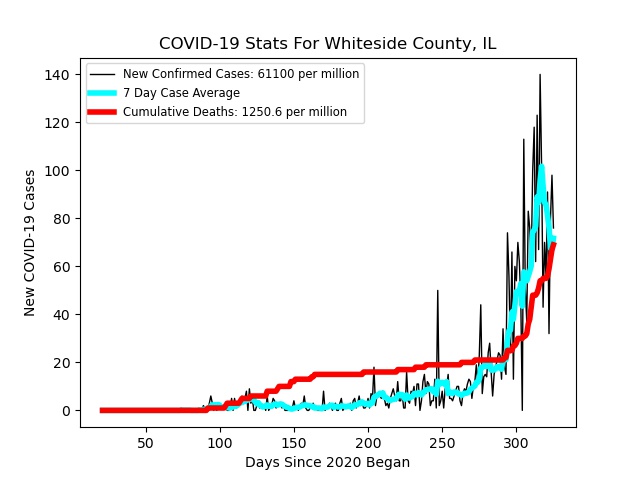 COVID-19 Stats For Whiteside County, IL
New Confirmed Cases: 61100 per million
7 Day Case Average
Cumulative Deaths: 1250.6 per million
New COVID-19 Cases
140
120
100
80
60
40
20
0
50 100 150 200 250 300
Days Since 2020 Began